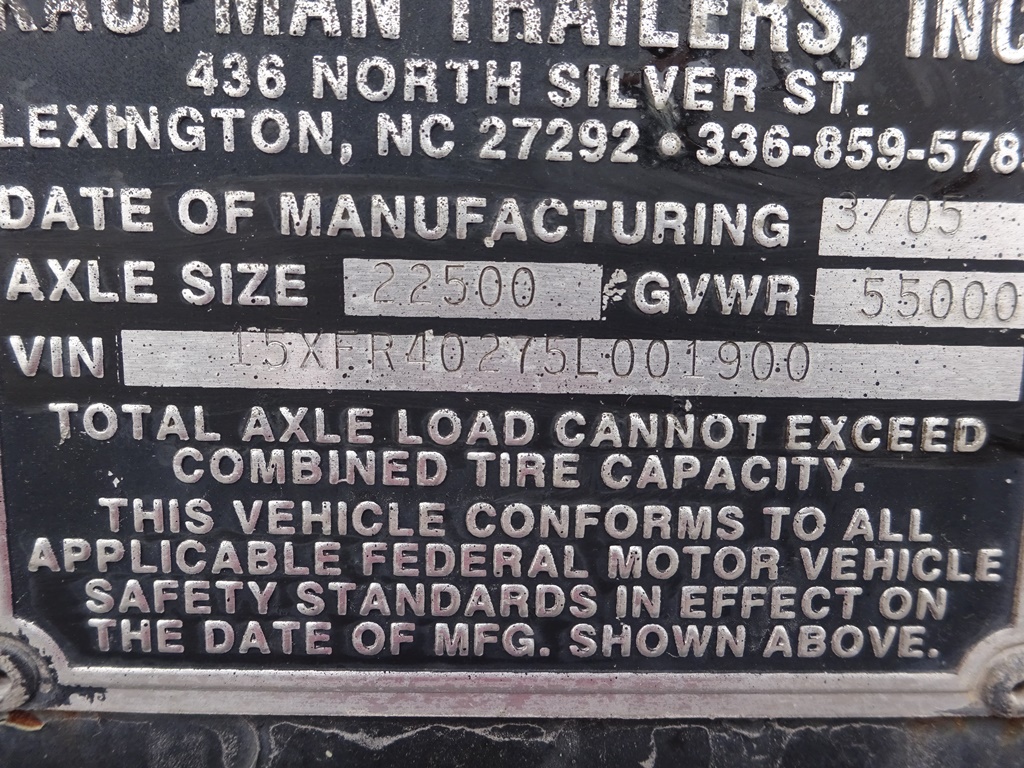 KAUFMAN TRAILERS, INC
436 NORTH SILVER ST.
LEXINGTON, NC 27292 • 336-859-578
DATE OF MANUFACTURING 3/05
AXLE SIZE 22500 GVWR 55000
VIN 15XFR40275L001900
TOTAL AXLE LOAD CANNOT EXCEED
COMBINED TIRE CAPACITY.
THIS VEHICLE CONFORMS TO ALL
APPLICABLE FEDERAL MOTOR VEHICLE
SAFETY STANDARDS IN EFFECT ON
THE DATE OF MFG. SHOWN ABOVE.